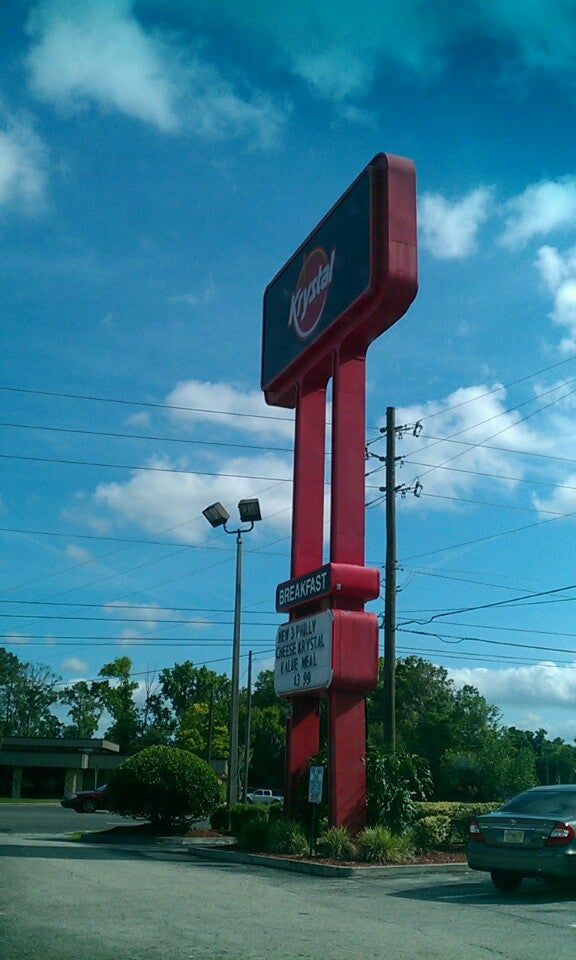 Krystal
BREAKFAST
NEW 3 PHILLY
CHEESE KRYSTAL
VALUE MEAL
3.99